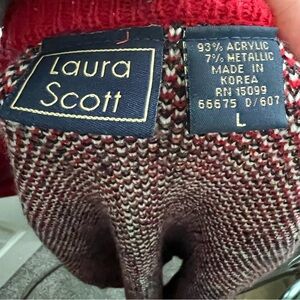 Laura
Scott
93% ACRYLIC
7% METALLIC
MADE IN
KOREA
RN 15099
66675 D/607
L